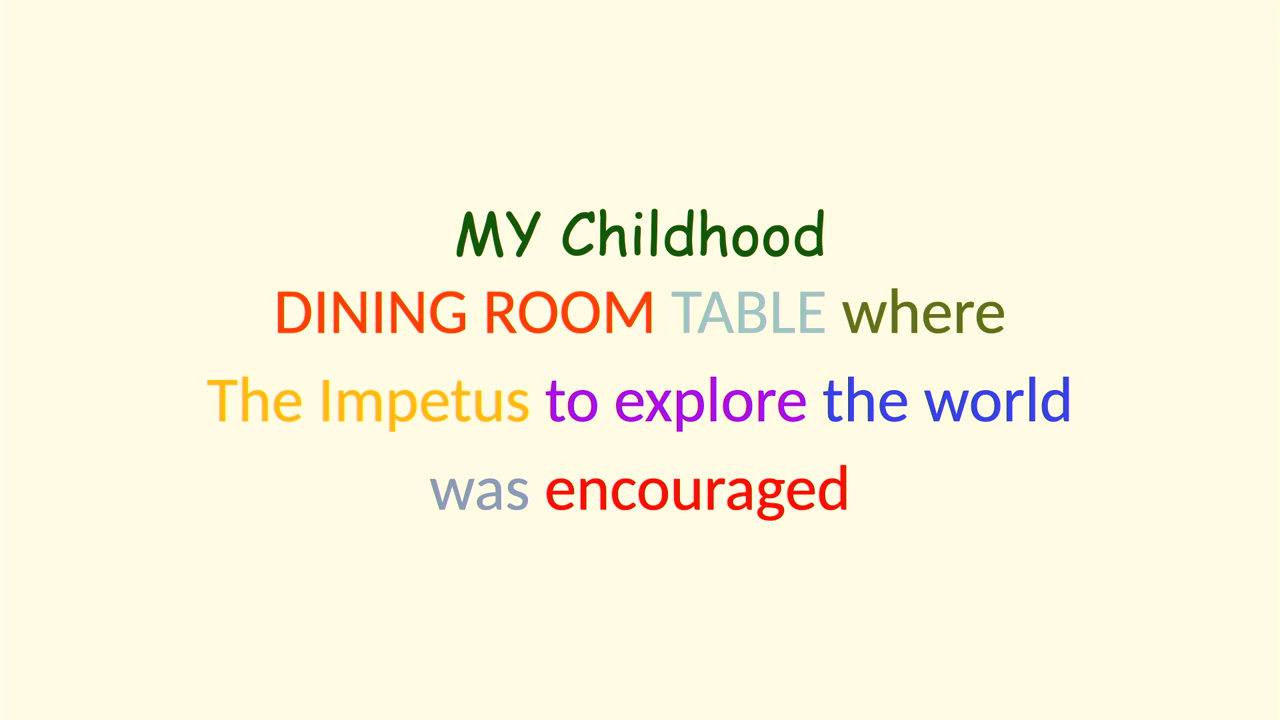 MY Childhood
DINING ROOM TABLE where
The Impetus to explore the world
was encouraged